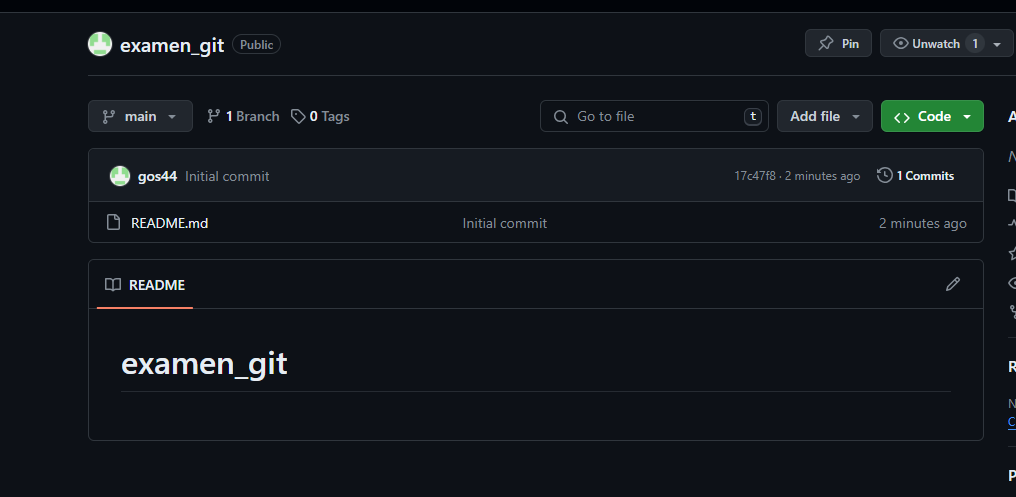 examen_git Public Pin Unwatch 1
main 1 Branch 0 Tags Go to file t Add file Code
gos44 Initial commit 17c47f8 · 2 minutes ago 1 Commits
README.md Initial commit 2 minutes ago
README
examen_git